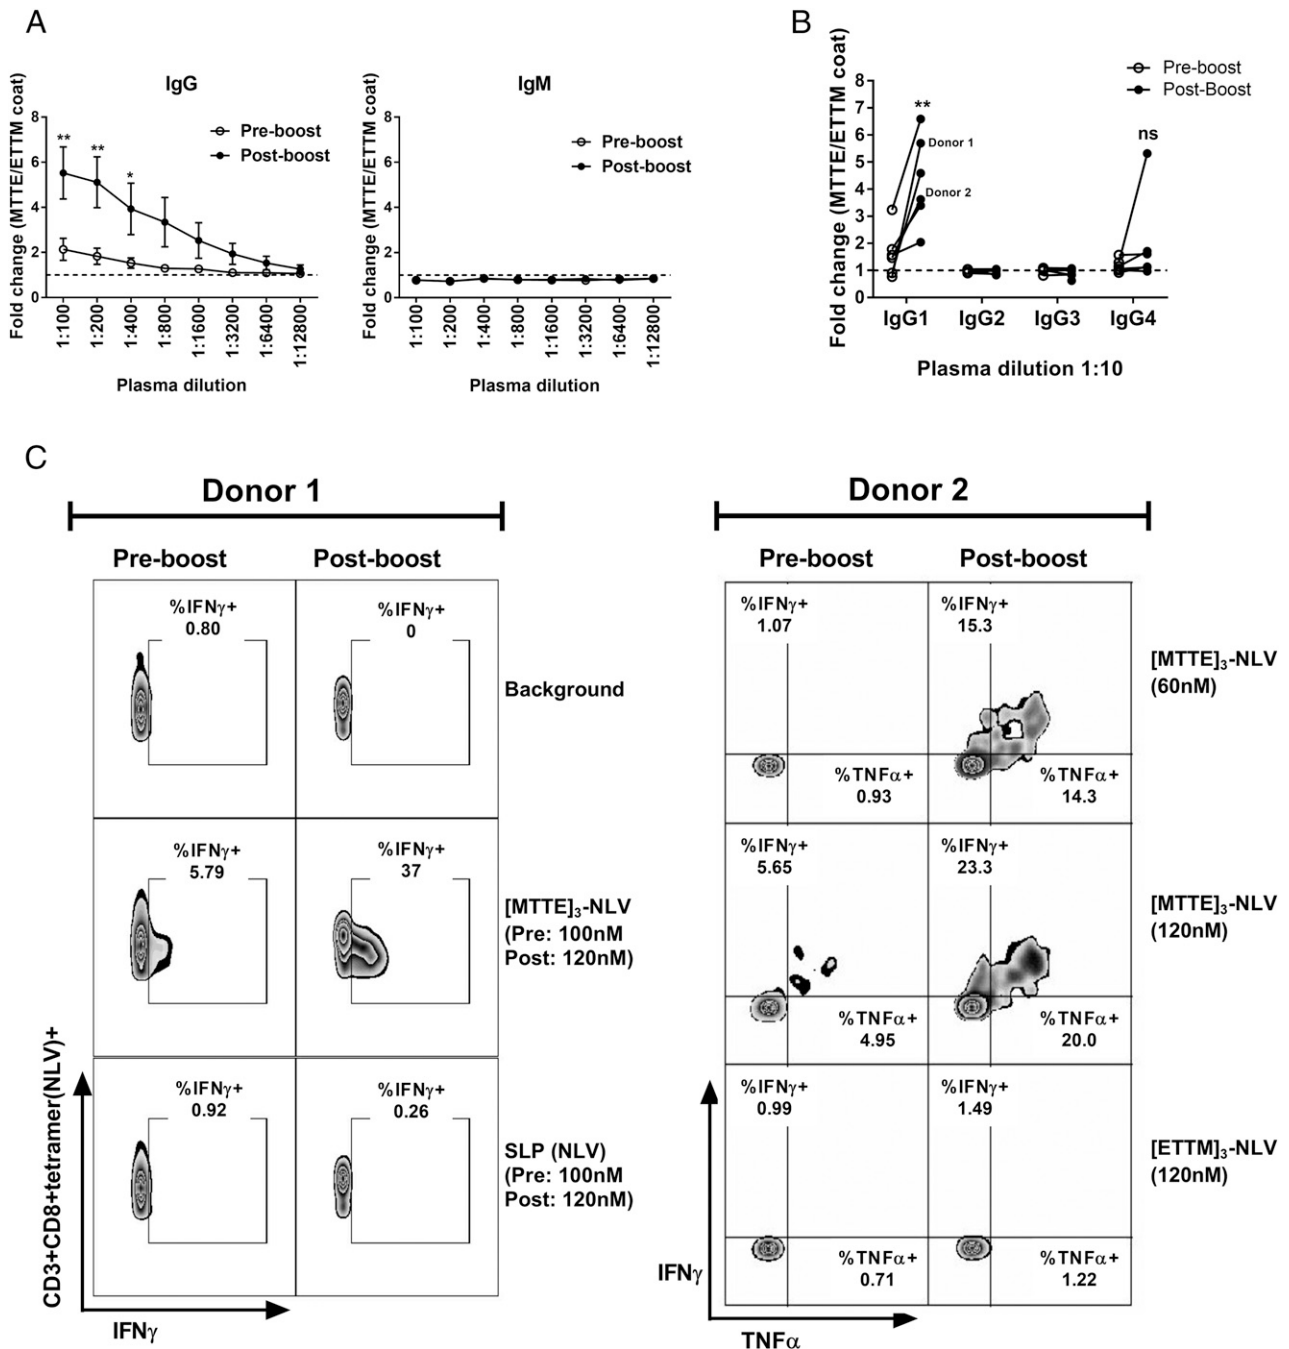 A
IgG
Fold change (MTTE/ETTM coat)
8
6
4
2
0
**
**
*
Pre-boost
Post-boost
1:100
1:200
1:400
1:800
1:1600
1:3200
1:6400
1:12800
Plasma dilution
IgM
Fold change (MTTE/ETTM coat)
8
6
4
2
0
Pre-boost
Post-boost
1:100
1:200
1:400
1:800
1:1600
1:3200
1:6400
1:12800
Plasma dilution
B
Fold change (MTTE/ETTM coat)
8
7
6
5
4
3
2
1
0
Pre-boost
Post-Boost
**
Donor 1
Donor 2
ns
IgG1
IgG2
IgG3
IgG4
Plasma dilution 1:10
C
Donor 1
Pre-boost
Post-boost
%IFNγ+
0.80
%IFNγ+
0
Background
%IFNγ+
5.79
%IFNγ+
37
[MTTE]₃-NLV
(Pre: 100nM
Post: 120nM)
%IFNγ+
0.92
%IFNγ+
0.26
SLP (NLV)
(Pre: 100nM
Post: 120nM)
CD3+CD8+tetramer(NLV)+
IFNγ
Donor 2
Pre-boost
Post-boost
%IFNγ+
1.07
%TNFα+
0.93
%IFNγ+
15.3
%TNFα+
14.3
[MTTE]₃-NLV
(60nM)
%IFNγ+
5.65
%TNFα+
4.95
%IFNγ+
23.3
%TNFα+
20.0
[MTTE]₃-NLV
(120nM)
%IFNγ+
0.99
%TNFα+
0.71
%IFNγ+
1.49
%TNFα+
1.22
[ETTM]₃-NLV
(120nM)
IFNγ
TNFα